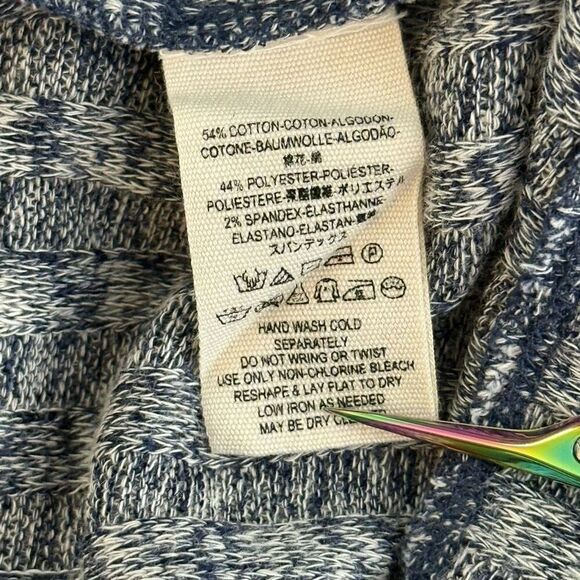 54% COTTON-COTON-ALGODON-
COTONE-BAUMWOLLE-ALGODÃO-
棉花-綿
44% POLYESTER-POLIÉSTER-
POLIESTERE-聚酯纖維-ポリエステル
2% SPANDEX-ELASTHANNE-
ELASTANO-ELASTAN-
スパンデックス
P
HAND WASH COLD
SEPARATELY
DO NOT WRING OR TWIST
USE ONLY NON-CHLORINE BLEACH
RESHAPE & LAY FLAT TO DRY
LOW IRON AS NEEDED
MAY BE DRY